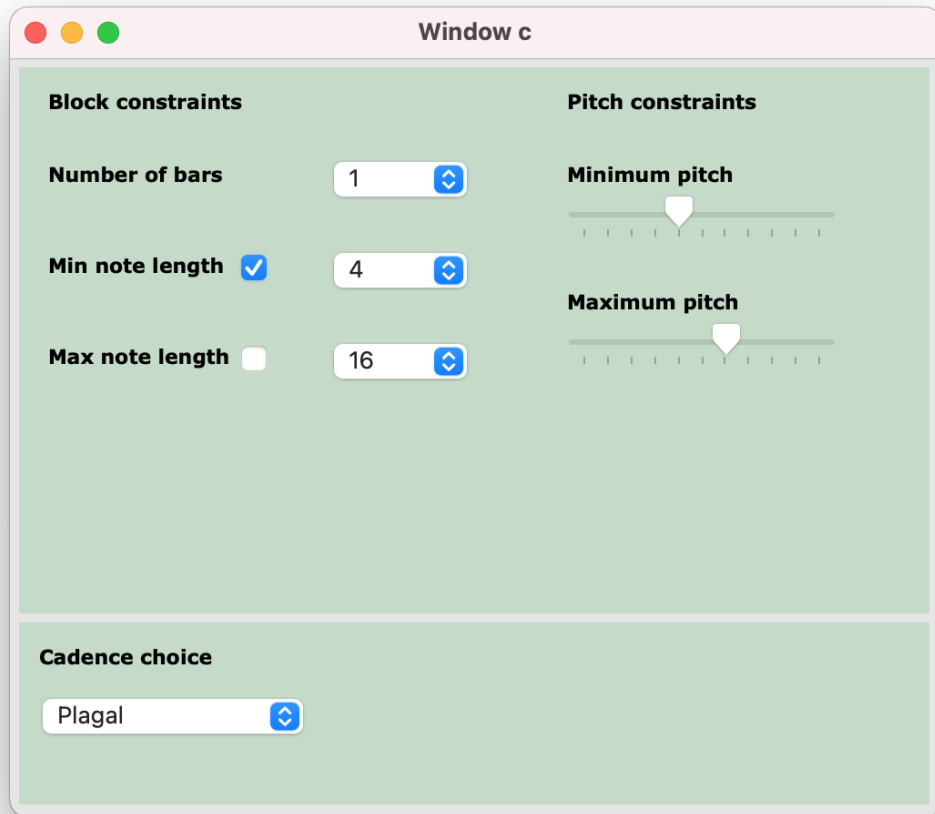 Window c
Block constraints
Number of bars
1
Min note length
4
Max note length
16
Pitch constraints
Minimum pitch
Maximum pitch
Cadence choice
Plagal